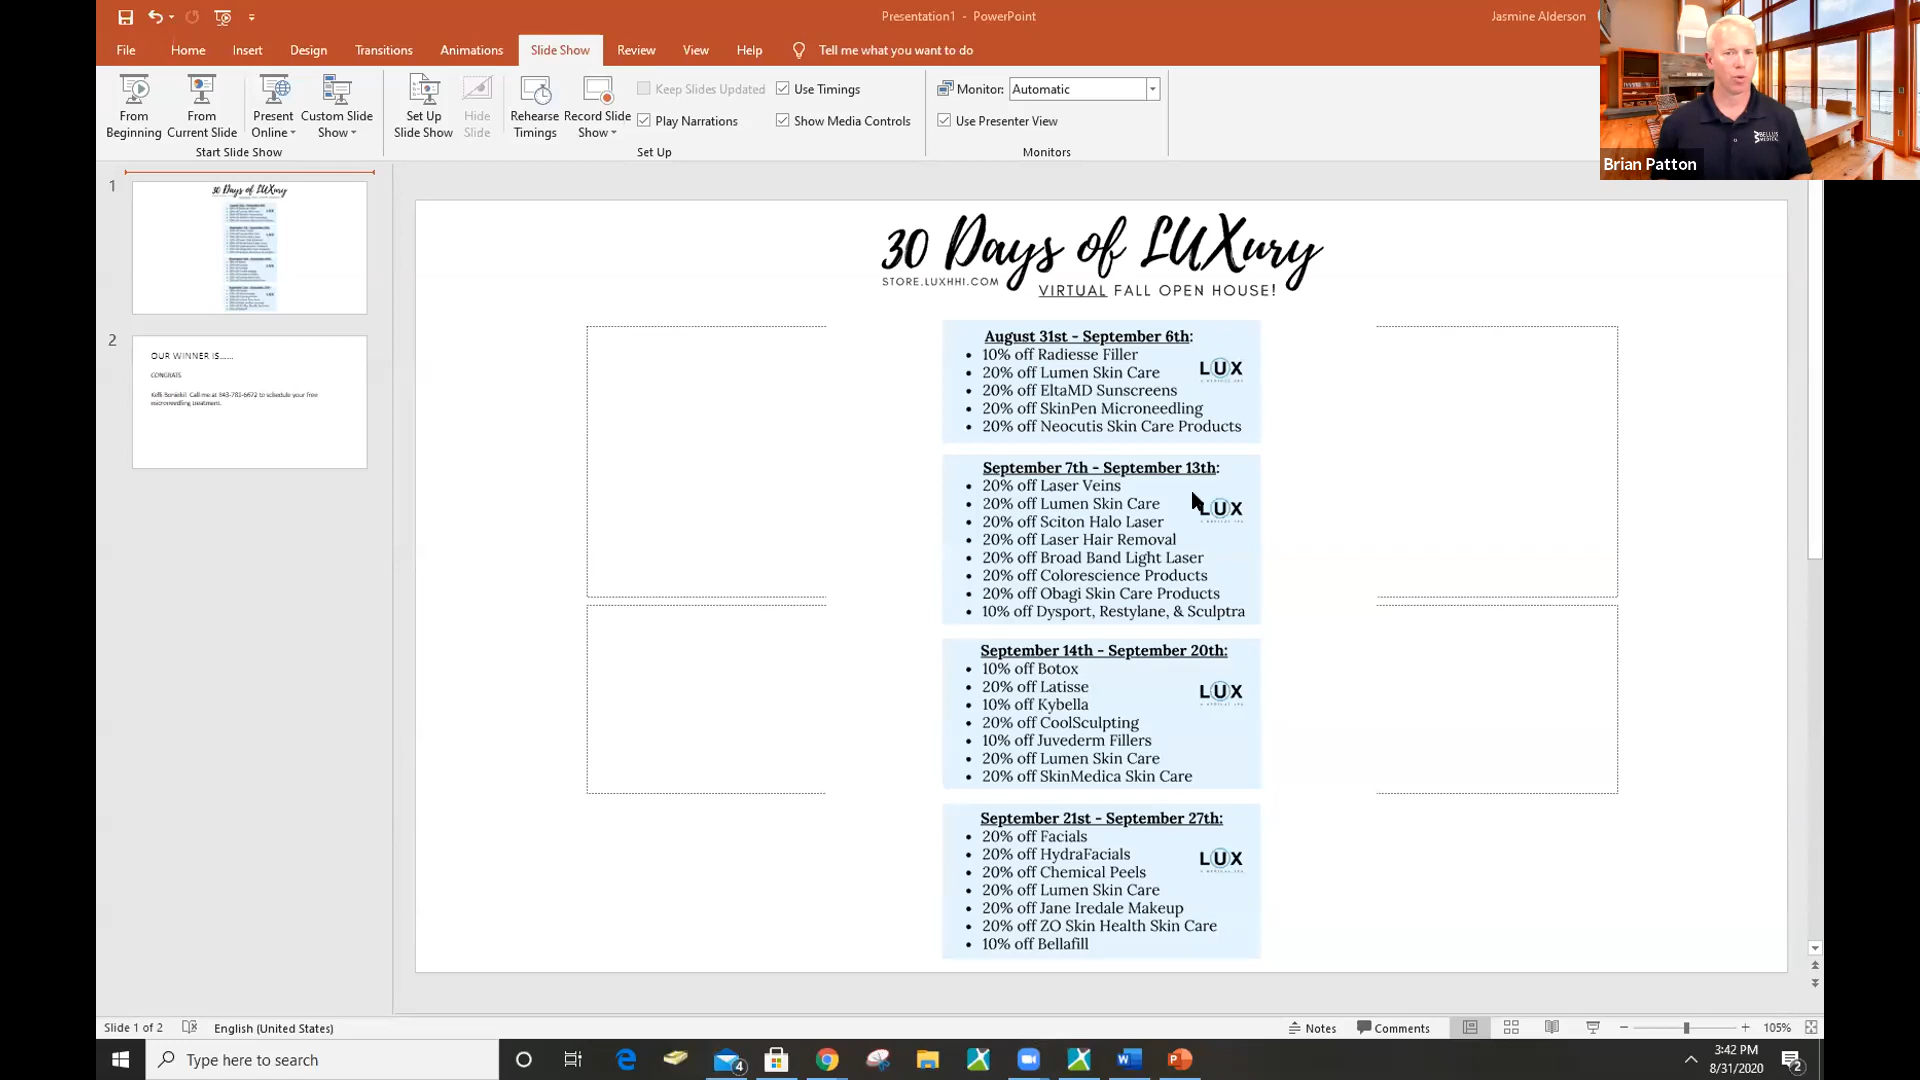 Presentation1 - PowerPoint
Jasmine Alderson
File Home Insert Design Transitions Animations Slide Show Review View Help Tell me what you want to do
From Beginning
From Current Slide
Present Online
Custom Slide Show
Start Slide Show
Set Up Slide Show
Hide Slide
Rehearse Timings
Record Slide Show
Keep Slides Updated
Play Narrations
Use Timings
Show Media Controls
Set Up
Monitor: Automatic
Use Presenter View
Monitors
BELLUS MEDICAL
Brian Patton
1
30 Days of LUXury
2
OUR WINNER IS......
CONGRATS
30 Days of LUXury
STORE.LUXHHI.COM
VIRTUAL FALL OPEN HOUSE!
August 31st - September 6th:
10% off Radiesse Filler
20% off Lumen Skin Care
20% off EltaMD Sunscreens
20% off SkinPen Microneedling
20% off Neocutis Skin Care Products
LUX
September 7th - September 13th:
20% off Laser Veins
20% off Lumen Skin Care
20% off Sciton Halo Laser
20% off Laser Hair Removal
20% off Broad Band Light Laser
20% off Colorescience Products
20% off Obagi Skin Care Products
10% off Dysport, Restylane, & Sculptra
LUX
September 14th - September 20th:
10% off Botox
20% off Latisse
10% off Kybella
20% off CoolSculpting
10% off Juvederm Fillers
20% off Lumen Skin Care
20% off SkinMedica Skin Care
LUX
September 21st - September 27th:
20% off Facials
20% off HydraFacials
20% off Chemical Peels
20% off Lumen Skin Care
20% off Jane Iredale Makeup
20% off ZO Skin Health Skin Care
10% off Bellafill
LUX
Slide 1 of 2 English (United States) Notes Comments 105%
Type here to search
4
3:42 PM
8/31/2020
2